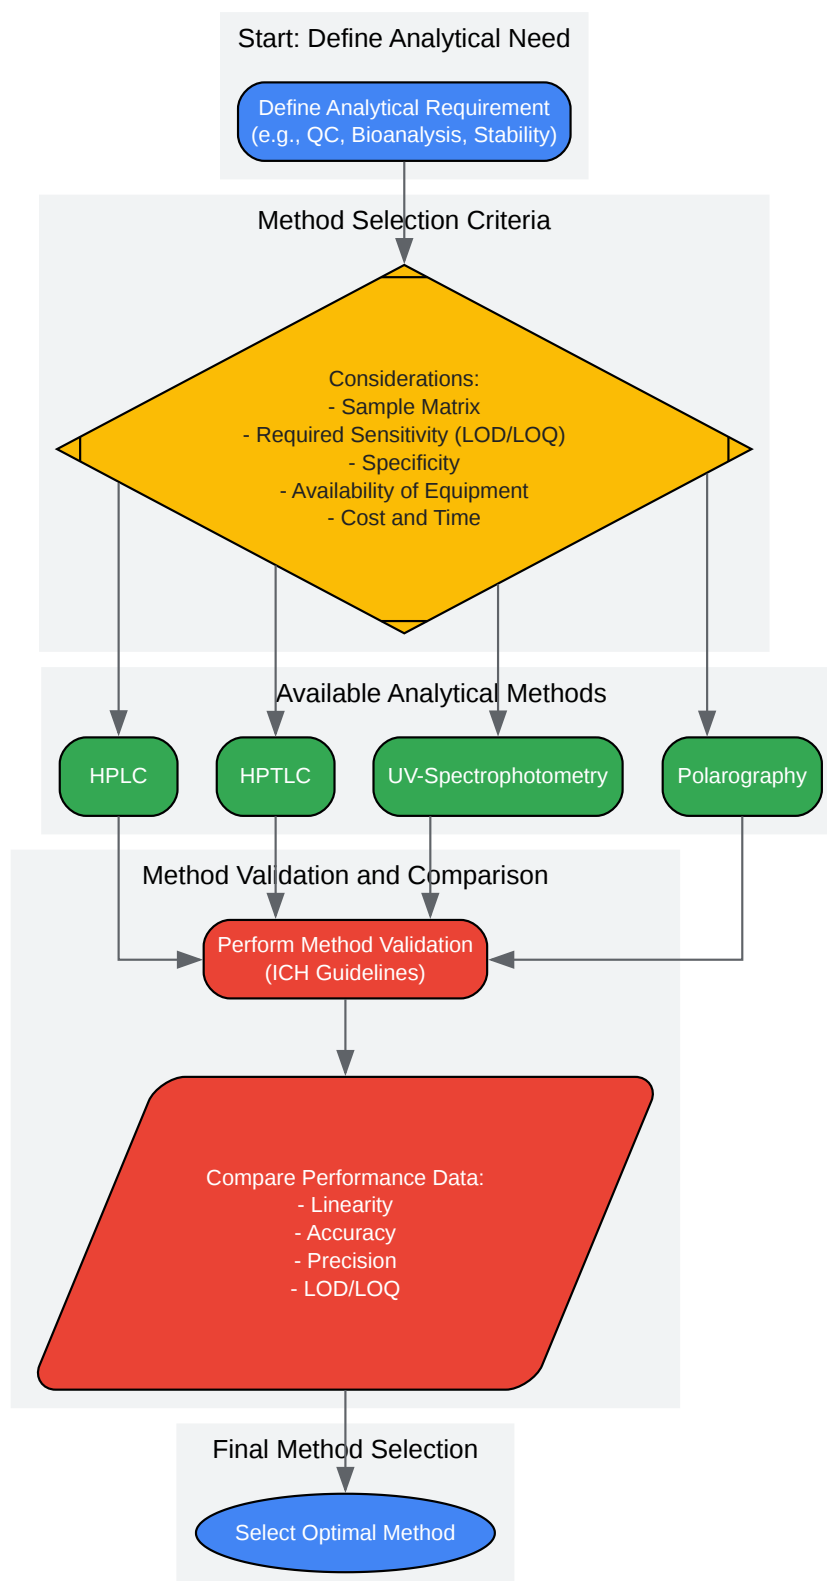 Start: Define Analytical Need
Define Analytical Requirement
(e.g., QC, Bioanalysis, Stability)
Method Selection Criteria
Considerations:
- Sample Matrix
- Required Sensitivity (LOD/LOQ)
- Specificity
- Availability of Equipment
- Cost and Time
Available Analytical Methods
HPLC
HPTLC
UV-Spectrophotometry
Polarography
Method Validation and Comparison
Perform Method Validation
(ICH Guidelines)
Compare Performance Data:
- Linearity
- Accuracy
- Precision
- LOD/LOQ
Final Method Selection
Select Optimal Method